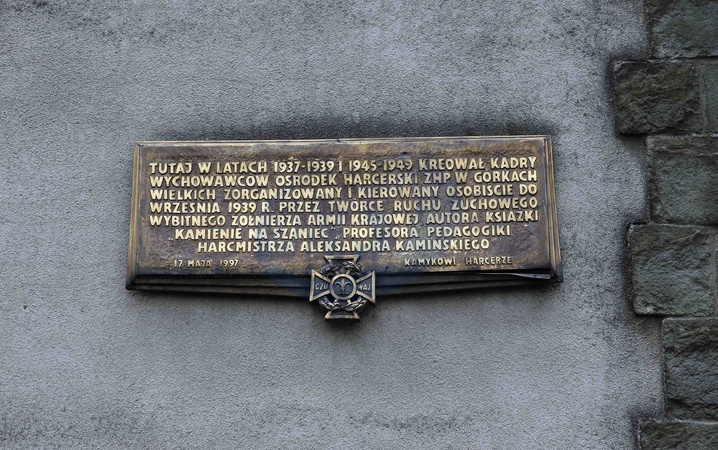 TUTAJ W LATACH 1937-1939 I 1945-1949 KREOWAŁ KADRY
WYCHOWAWCÓW OŚRODEK HARCERSKI ZHP W GÓRKACH
WIELKICH ZORGANIZOWANY I KIEROWANY OSOBIŚCIE DO
WRZEŚNIA 1939 R. PRZEZ TWÓRCĘ RUCHU ZUCHOWEGO
WYBITNEGO ŻOŁNIERZA ARMII KRAJOWEJ AUTORA KSIĄŻKI
„KAMIENIE NA SZANIEC”, PROFESORA PEDAGOGIKI
HARCMISTRZA ALEKSANDRA KAMIŃSKIEGO
17 MAJA 1997 KAMYKOWI HARCERZE
CZU WAJ